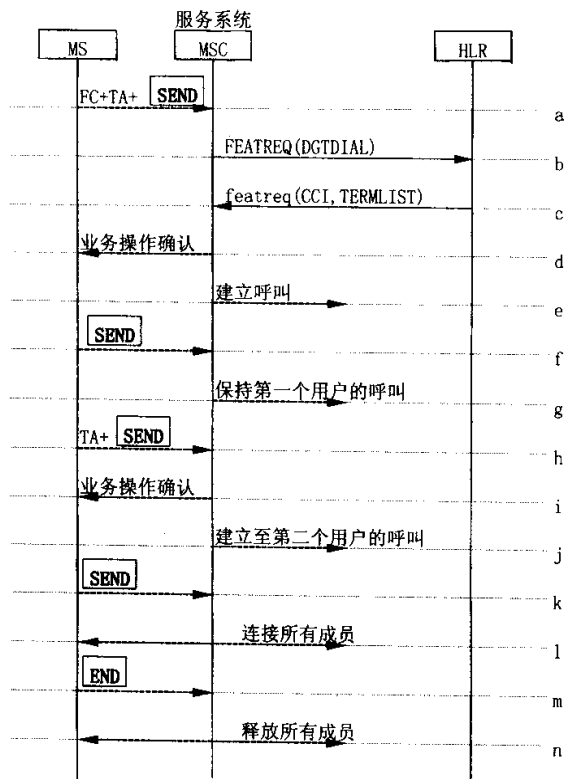 服务系统
MS MSC HLR
FC+TA+ SEND
a
FEATREQ(DGTDIAL)
b
featreq(CCI,TERMLIST)
c
业务操作确认
d
建立呼叫
e
SEND
f
保持第一个用户的呼叫
g
TA+ SEND
h
业务操作确认
i
建立至第二个用户的呼叫
j
SEND
k
连接所有成员
l
END
m
释放所有成员
n